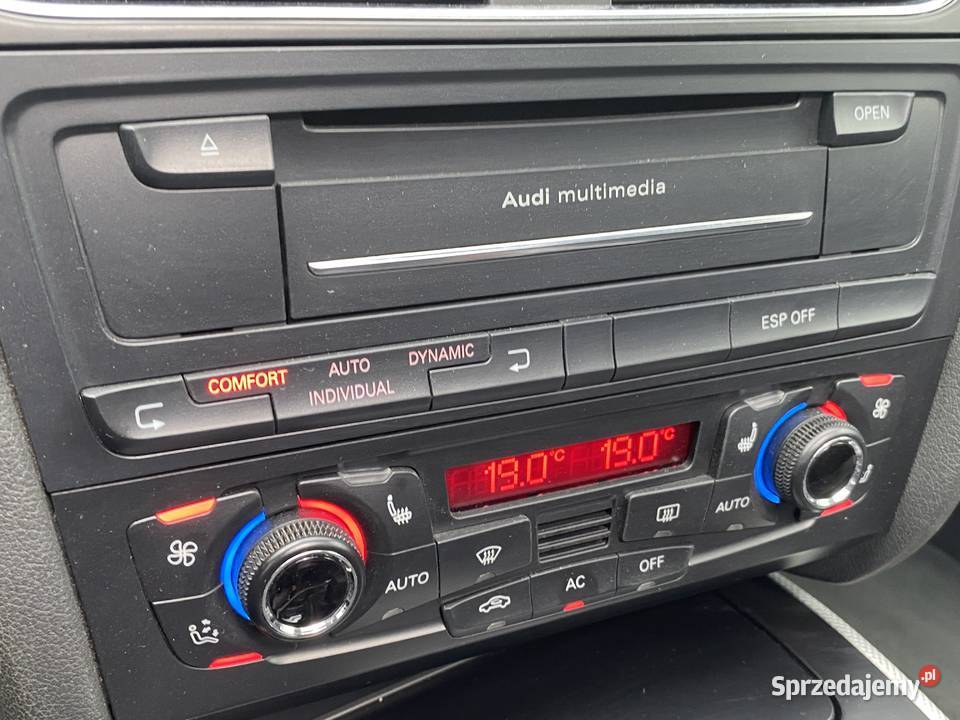 OPEN
Audi multimedia
ESP OFF
COMFORT AUTO DYNAMIC
INDIVIDUAL
19.0°C 19.0°C
AUTO
AUTO
OFF
AC
Sprzedajemy.pl